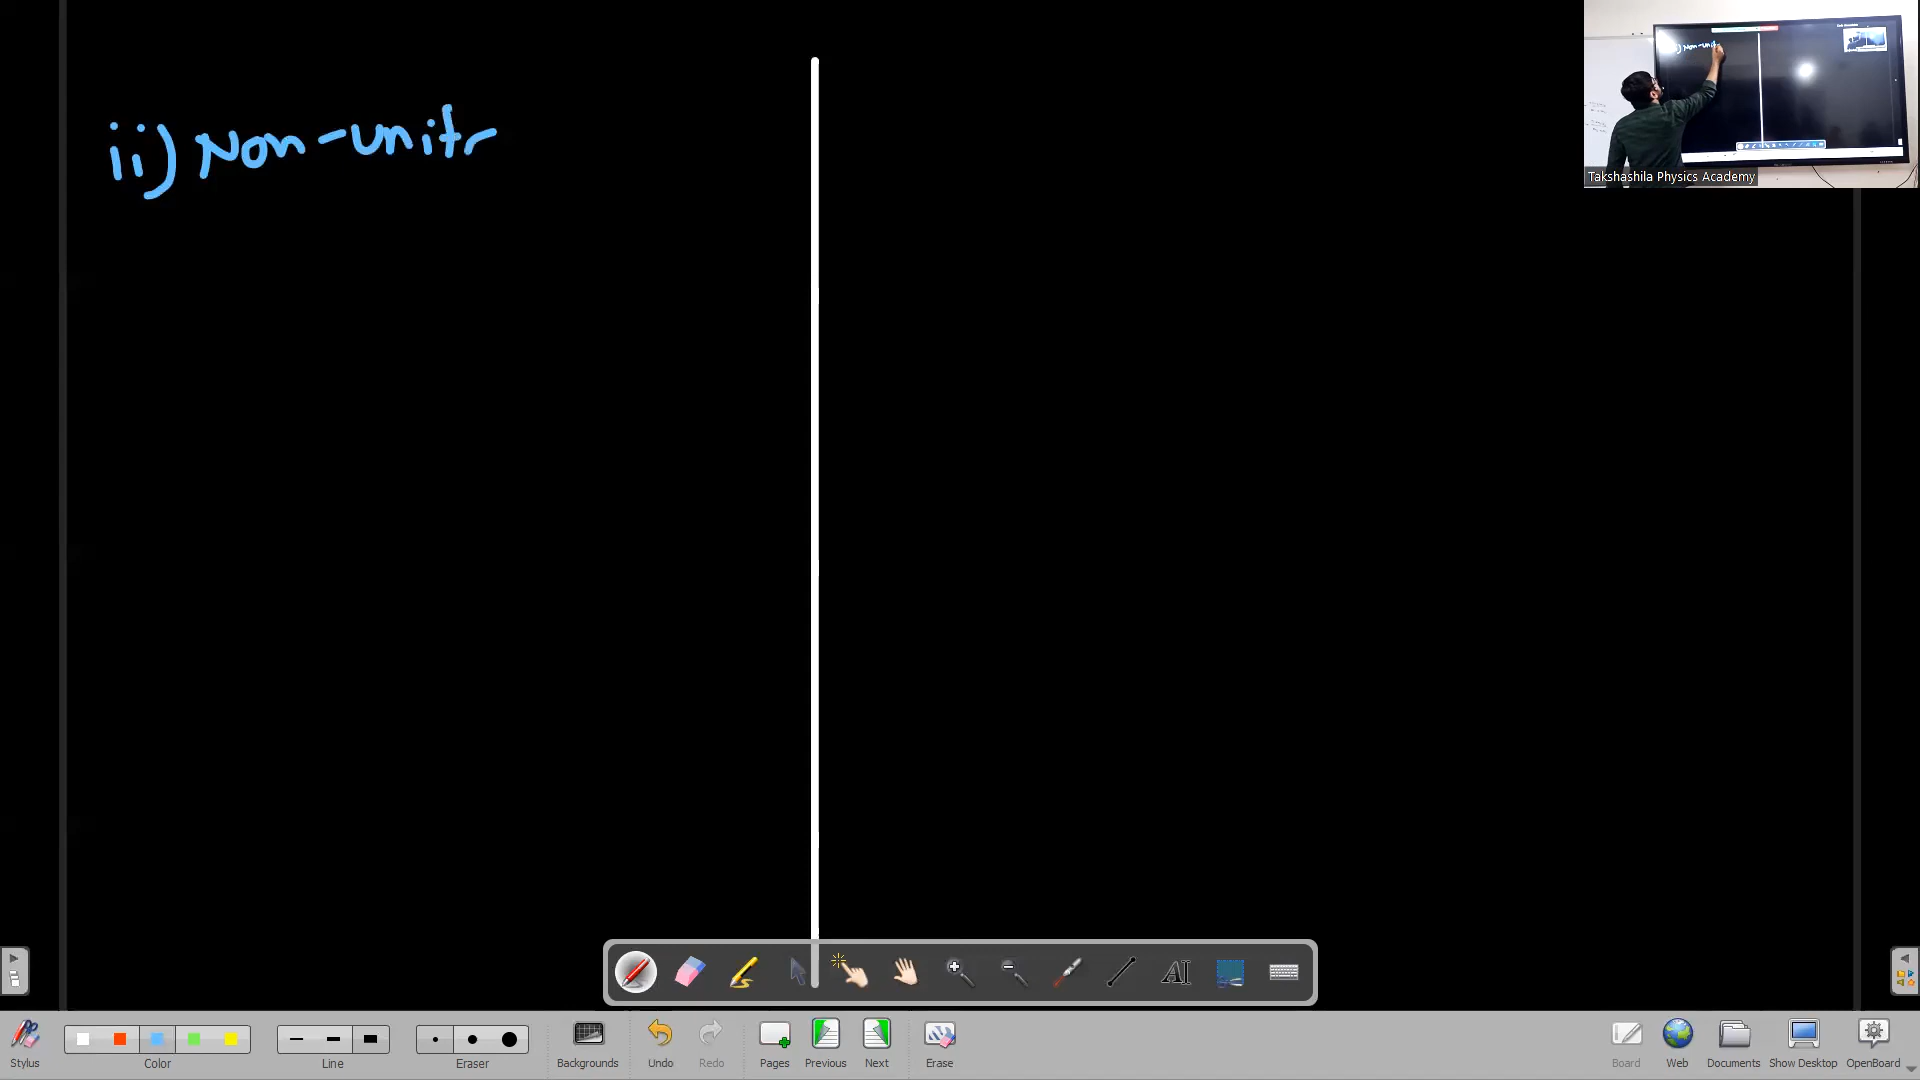 ii) Non-unitr
Takshashila Physics Academy
Stylus
Color
Line
Eraser
Backgrounds
Undo
Redo
Pages
Previous
Next
Erase
Board
Web
Documents
Show Desktop
OpenBoard